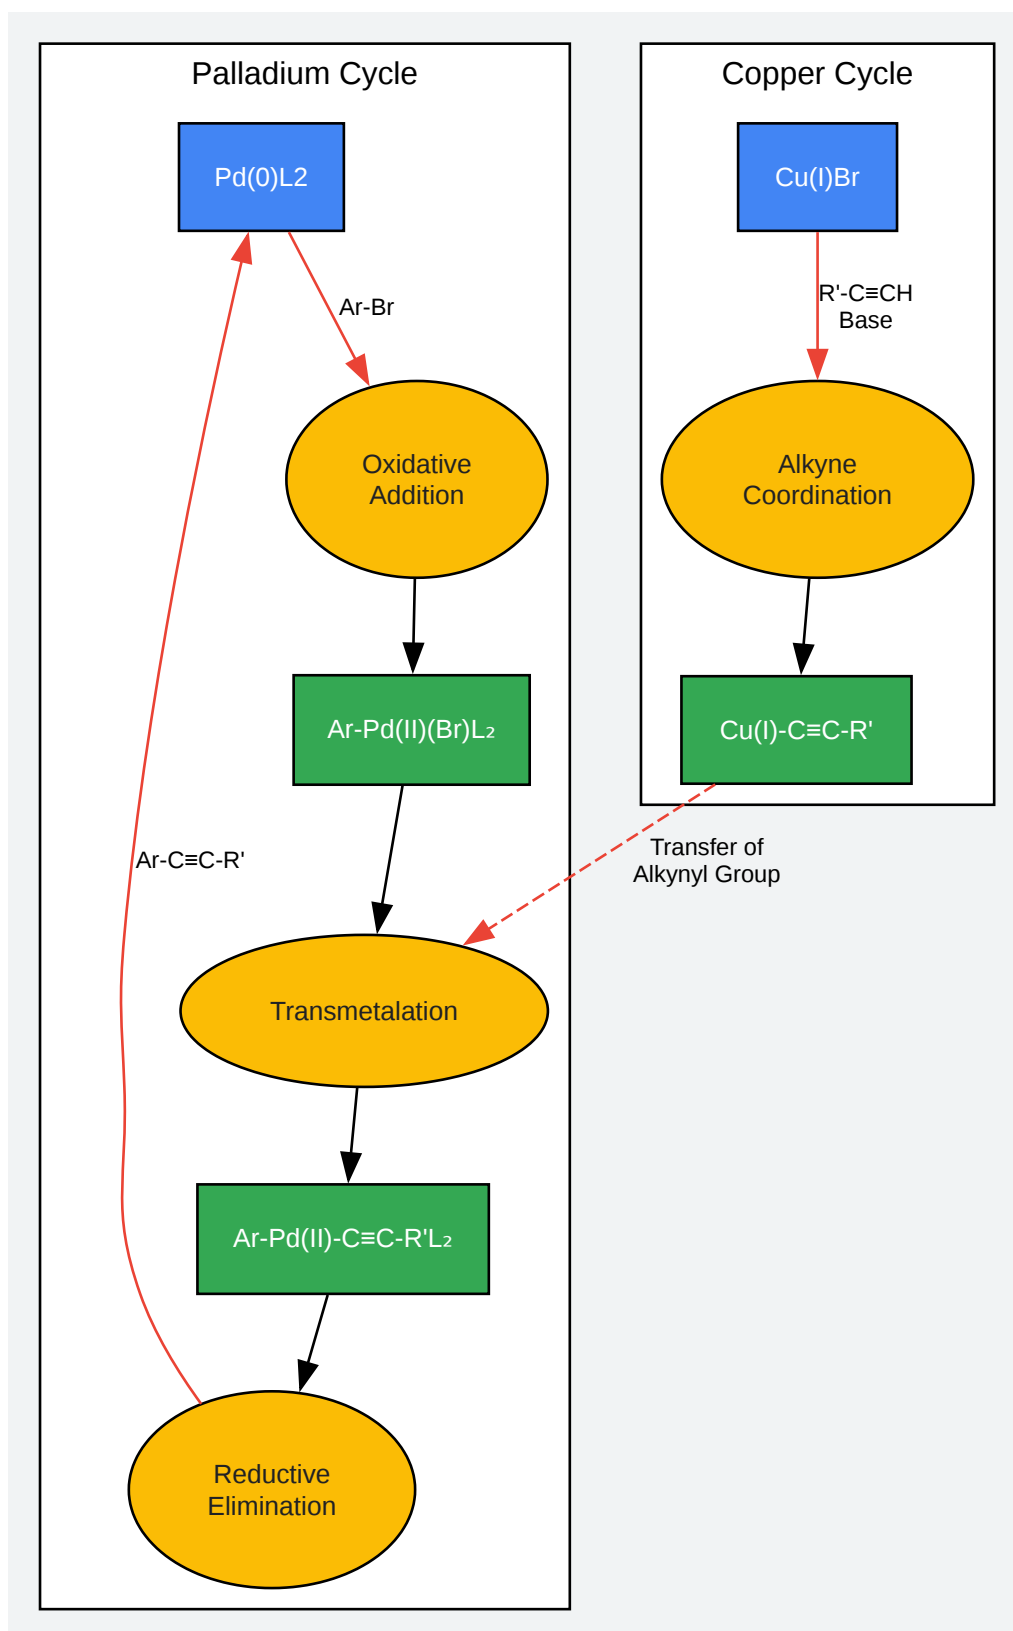 Palladium Cycle
Pd(0)L2
Ar-Br
Oxidative
Addition
Ar-Pd(II)(Br)L₂
Ar-C≡C-R'
Transmetalation
Ar-Pd(II)-C≡C-R'L₂
Reductive
Elimination
Copper Cycle
Cu(I)Br
R'-C≡CH
Base
Alkyne
Coordination
Cu(I)-C≡C-R'
Transfer of
Alkynyl Group